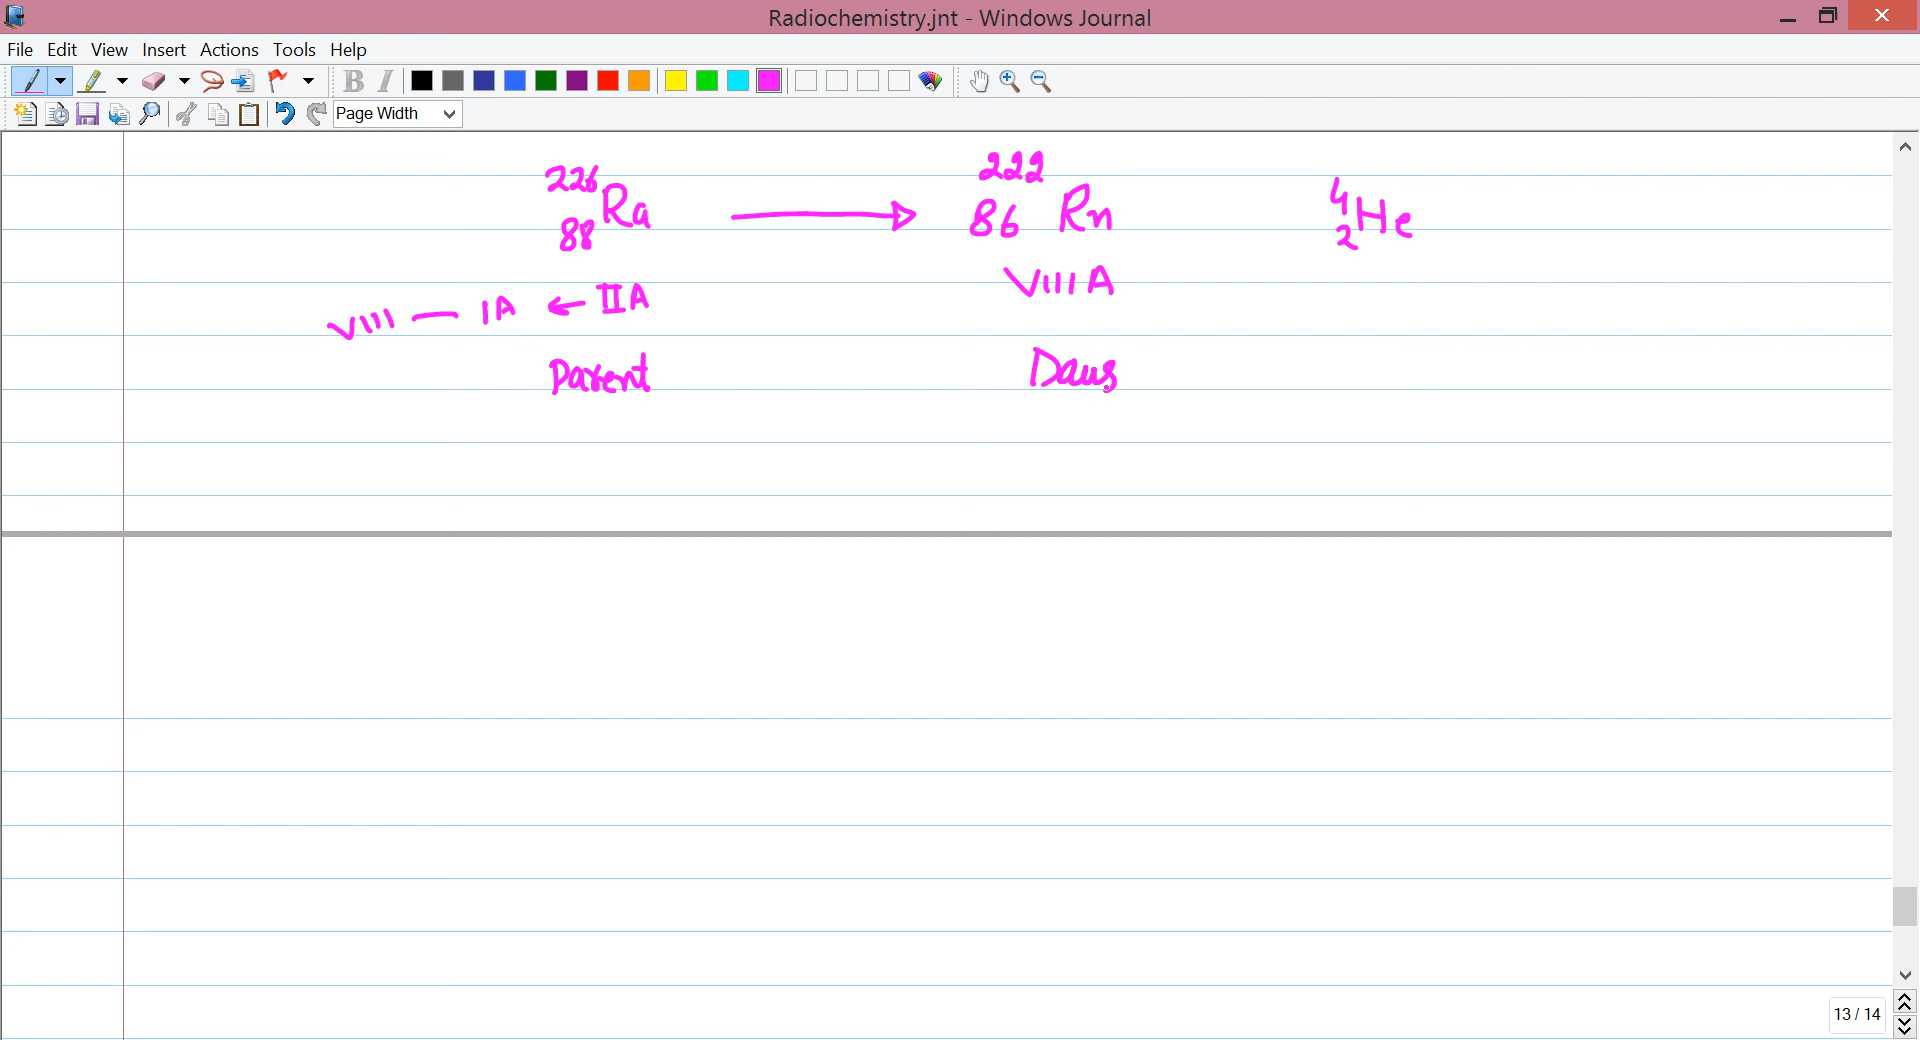 Radiochemistry.jnt - Windows Journal
File Edit View Insert Actions Tools Help
B I
Page Width
226 88 Ra → 222 86 Rn 4 2 He
VIII — IA ← IIA VIIIA
Parent Daug
13 / 14